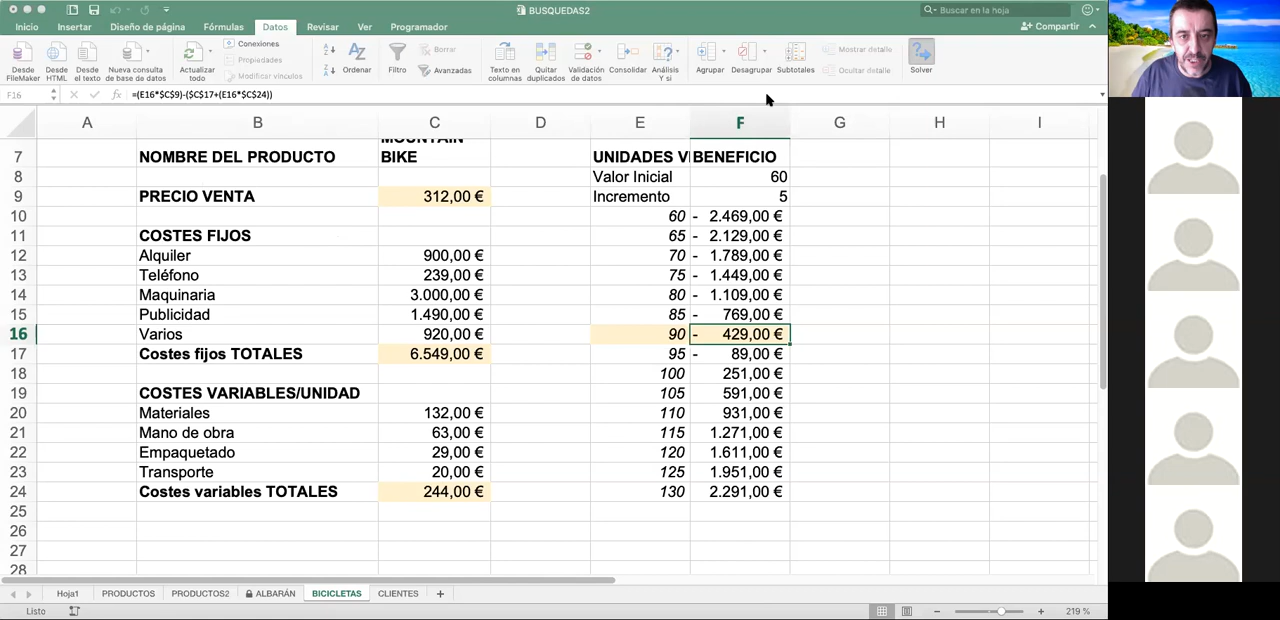 BUSQUEDAS2
Buscar en la hoja
Inicio Insertar Diseño de página Fórmulas Datos Revisar Ver Programador
Compartir
Desde FileMaker
Desde HTML
Desde el texto
Nueva consulta de base de datos
Actualizar todo
Conexiones
Propiedades
Modificar vínculos
Ordenar
Filtro
Borrar
Avanzadas
Texto en columnas
Quitar duplicados
Validación de datos
Consolidar
Análisis Y si
Agrupar
Desagrupar
Subtotales
Mostrar detalle
Ocultar detalle
Solver
F16 fx =(E16*$C$9)-($C$17+(E16*$C$24))
A B C D E F G H I
MOUNTAIN
7 NOMBRE DEL PRODUCTO BIKE UNIDADES V BENEFICIO
8 Valor Inicial 60
9 PRECIO VENTA 312,00 € Incremento 5
10 60 - 2.469,00 €
11 COSTES FIJOS 65 - 2.129,00 €
12 Alquiler 900,00 € 70 - 1.789,00 €
13 Teléfono 239,00 € 75 - 1.449,00 €
14 Maquinaria 3.000,00 € 80 - 1.109,00 €
15 Publicidad 1.490,00 € 85 - 769,00 €
16 Varios 920,00 € 90 - 429,00 €
17 Costes fijos TOTALES 6.549,00 € 95 - 89,00 €
18 100 251,00 €
19 COSTES VARIABLES/UNIDAD 105 591,00 €
20 Materiales 132,00 € 110 931,00 €
21 Mano de obra 63,00 € 115 1.271,00 €
22 Empaquetado 29,00 € 120 1.611,00 €
23 Transporte 20,00 € 125 1.951,00 €
24 Costes variables TOTALES 244,00 € 130 2.291,00 €
25
26
27
28
Hoja1 PRODUCTOS PRODUCTOS2 ALBARÁN BICICLETAS CLIENTES +
Listo 219 %